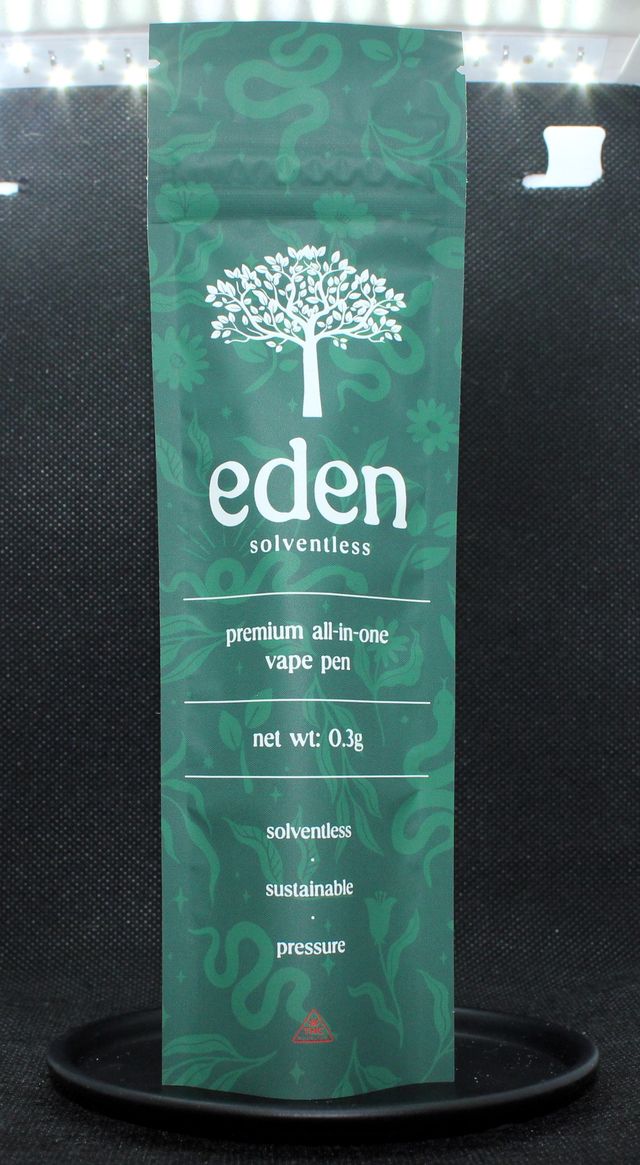 eden
solventless
premium all-in-one
vape pen
net wt: 0.3g
solventless
sustainable
pressure